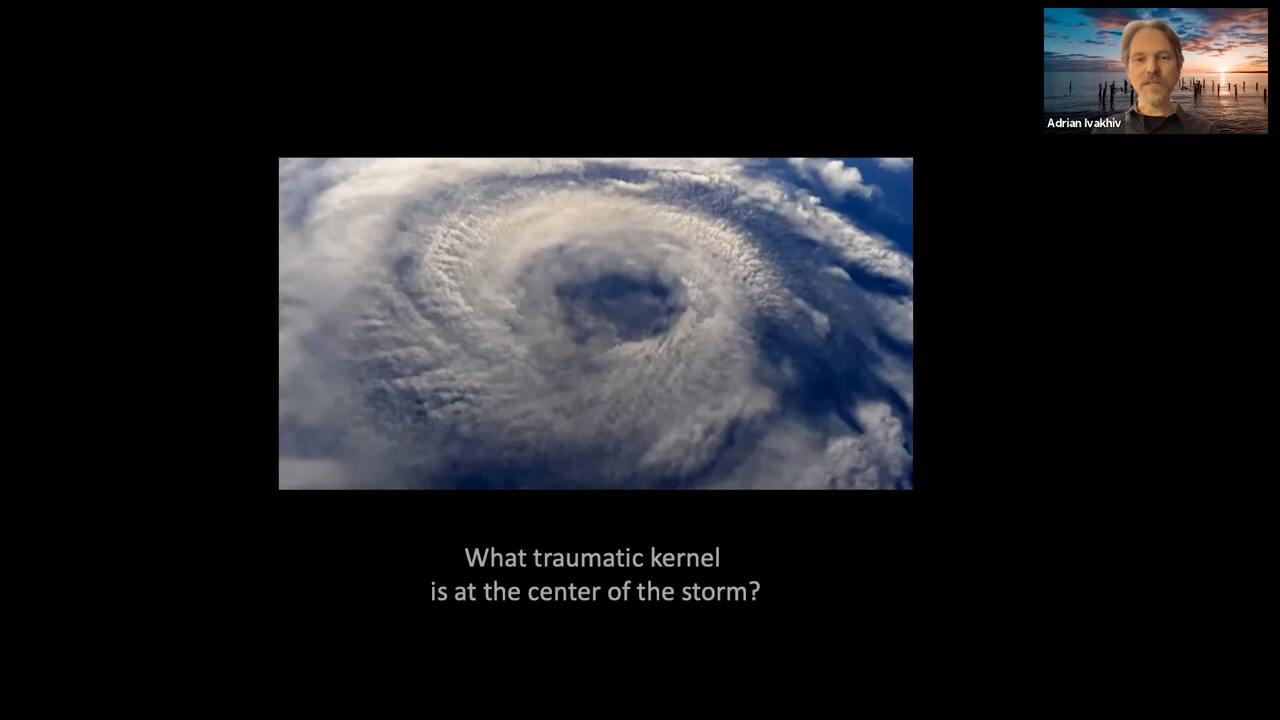 Adrian Ivakhiv
What traumatic kernel
is at the center of the storm?